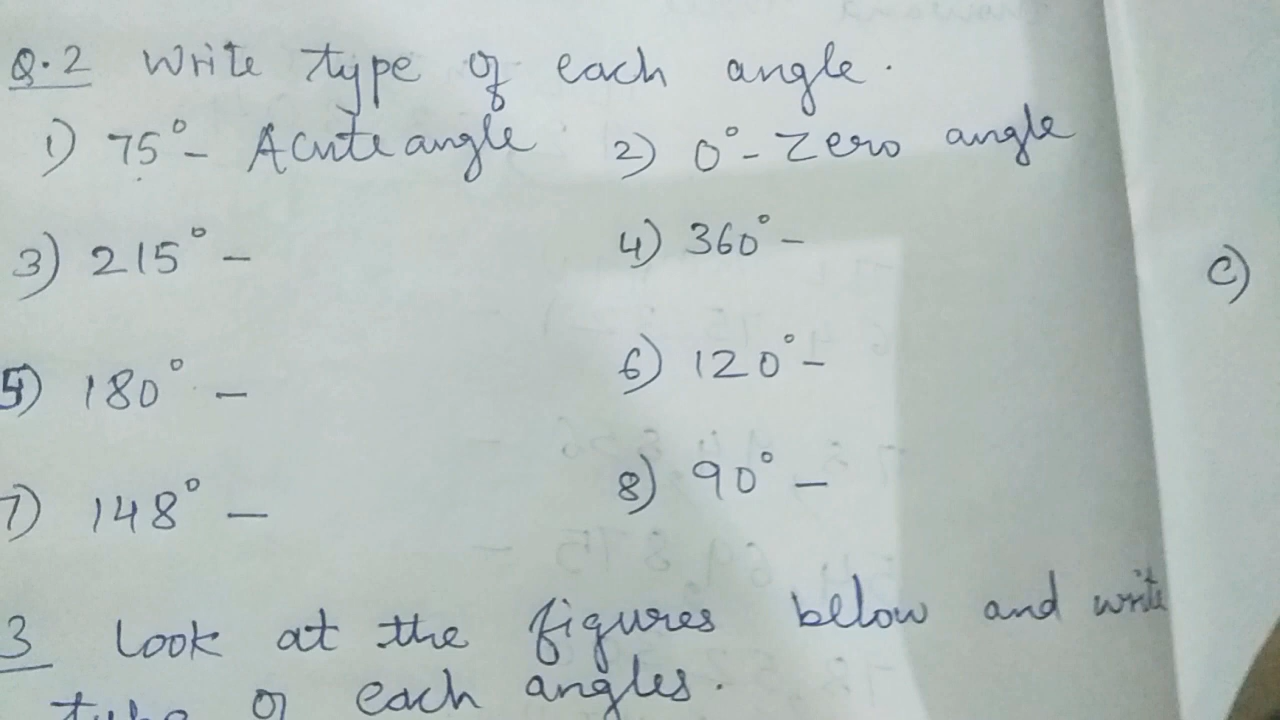 Q.2 Write type of each angle.
1) 75° - Acute angle 2) 0° - Zero angle
3) 215° - 4) 360° -
C)
5) 180° - 6) 120° -
7) 148° - 8) 90° -
3 Look at the figures below and write
type of each angles.